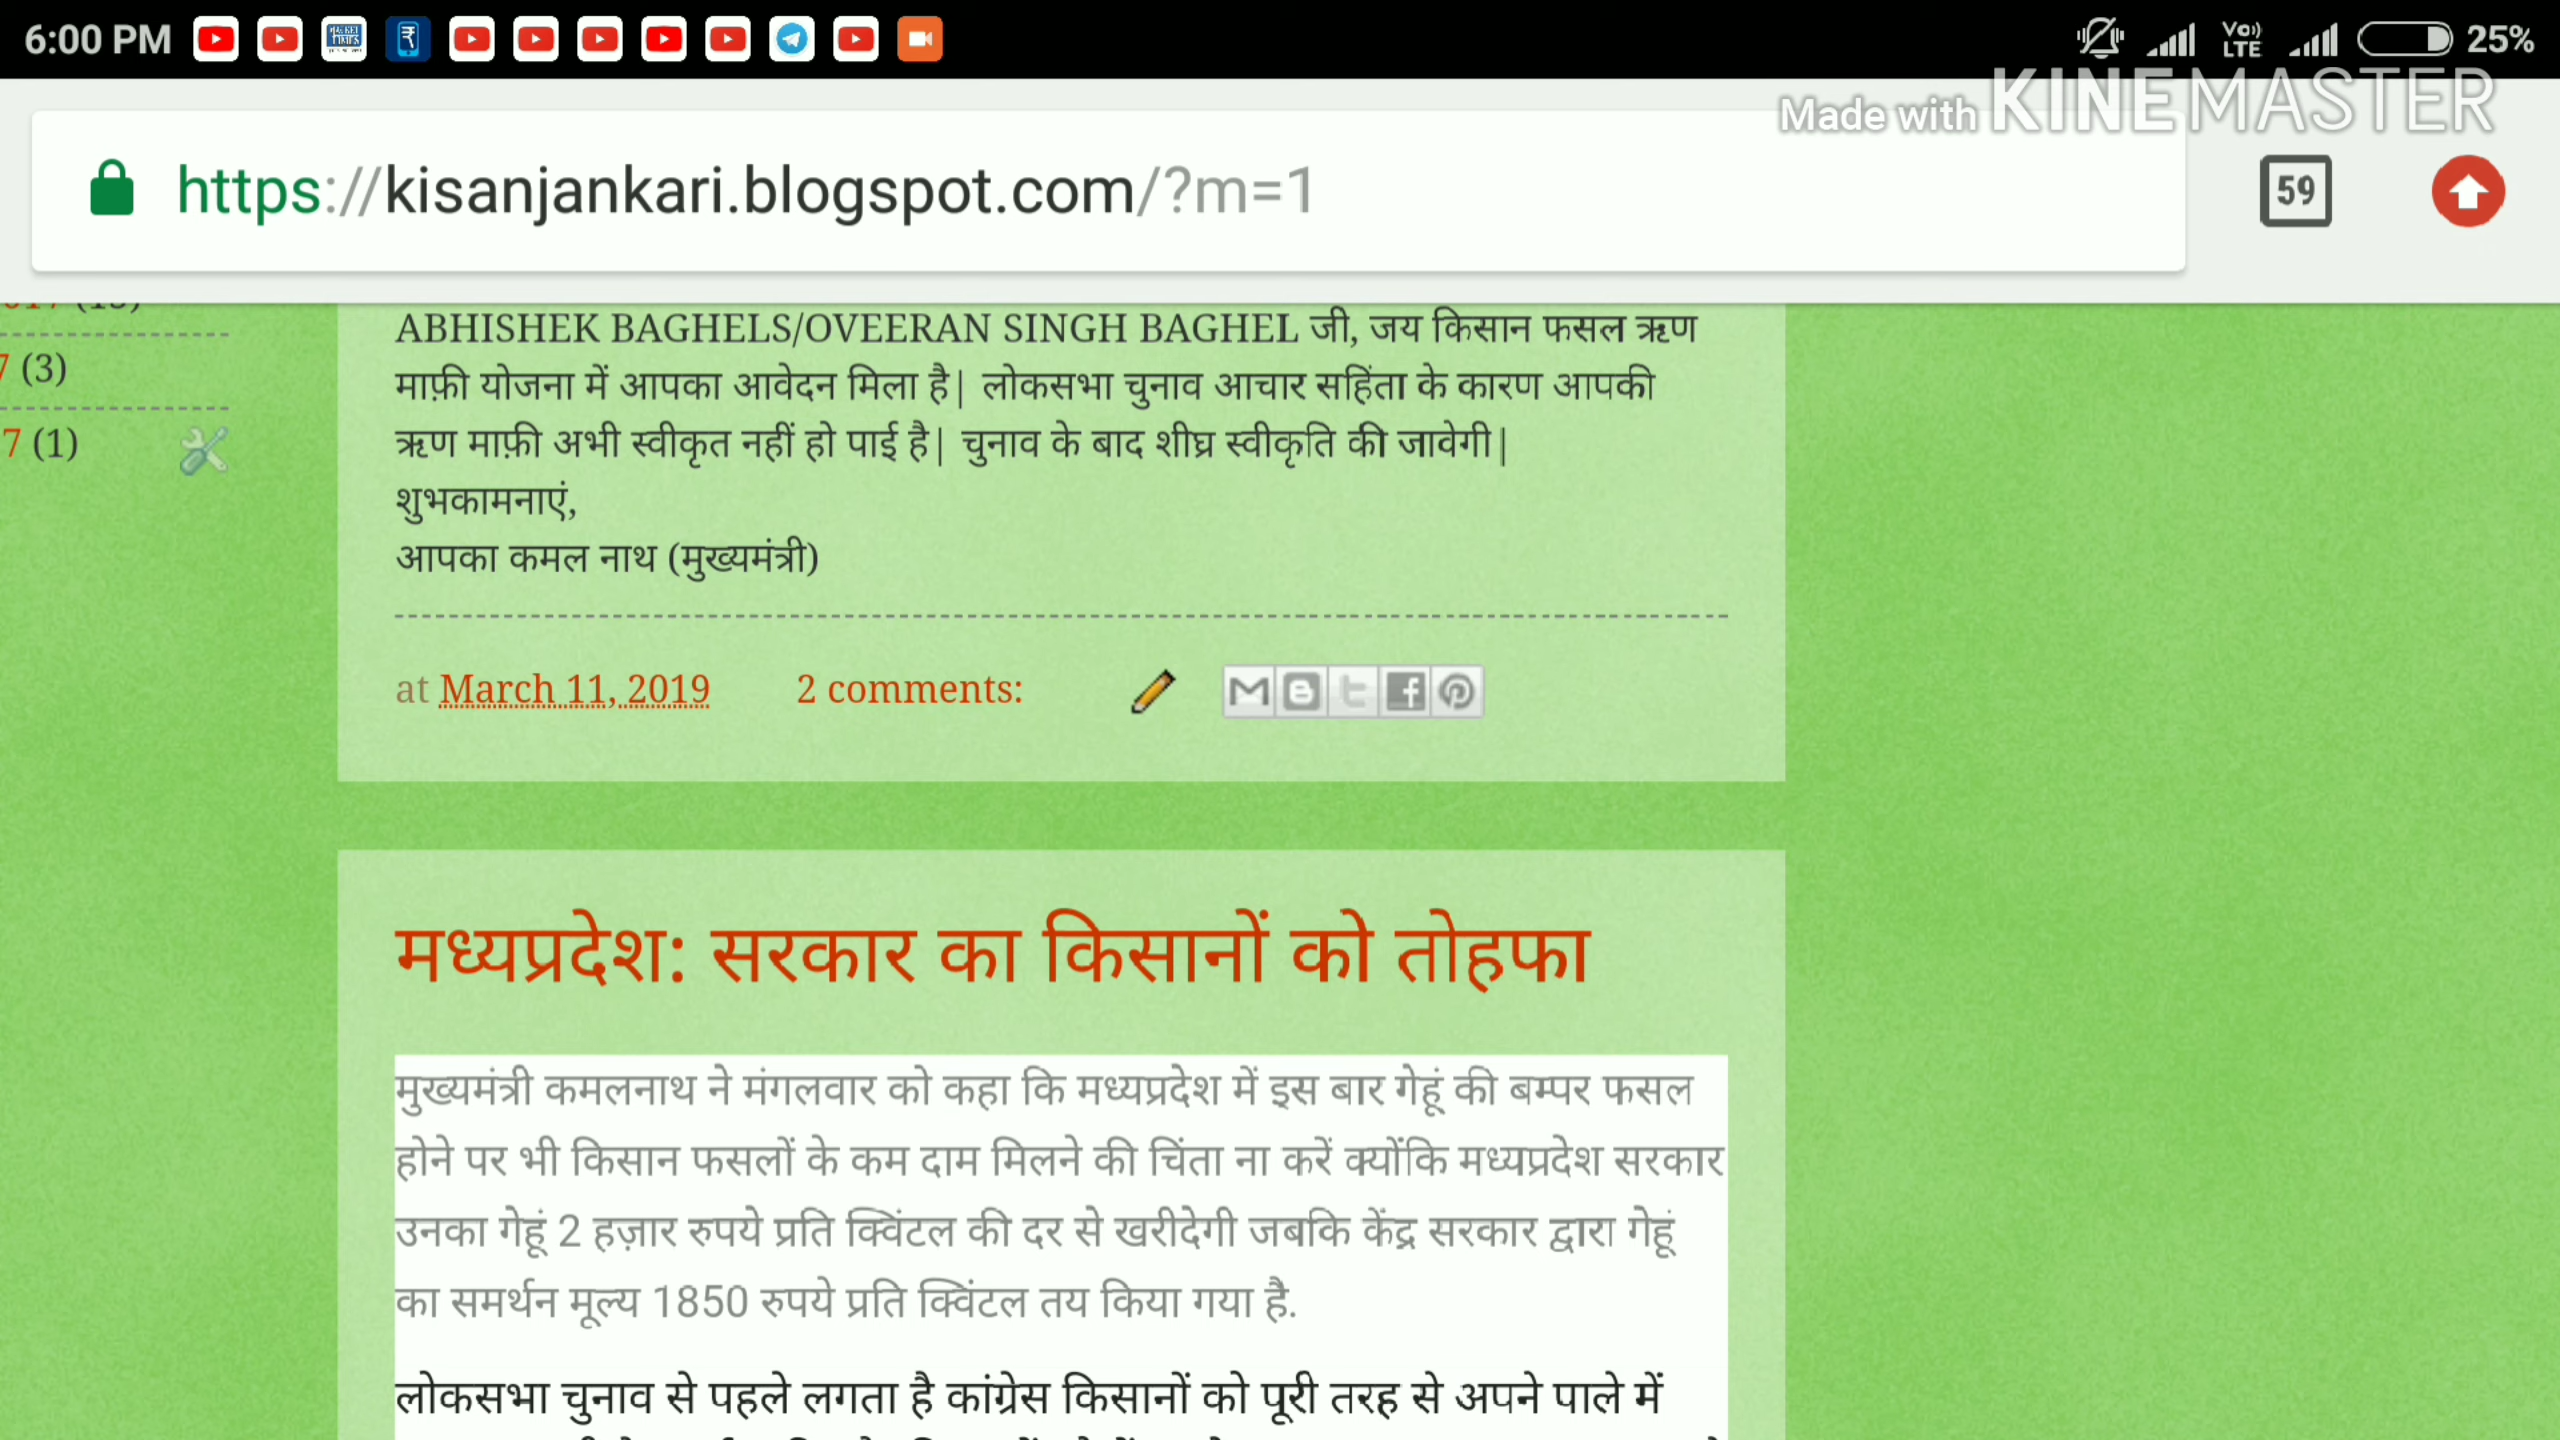 6:00 PM
Vo)) LTE
25%
Made with KINEMASTER
https://kisanjankari.blogspot.com/?m=1
59
ABHISHEK BAGHELS/OVEERAN SINGH BAGHEL जी, जय किसान फसल ऋण
माफ़ी योजना में आपका आवेदन मिला है| लोकसभा चुनाव आचार सहिंता के कारण आपकी
7 (3)
ऋण माफ़ी अभी स्वीकृत नहीं हो पाई है| चुनाव के बाद शीघ्र स्वीकृति की जावेगी|
7 (1)
शुभकामनाएं,
आपका कमल नाथ (मुख्यमंत्री)
at March 11, 2019 2 comments:
मध्यप्रदेश: सरकार का किसानों को तोहफा
मुख्यमंत्री कमलनाथ ने मंगलवार को कहा कि मध्यप्रदेश में इस बार गेहूं की बम्पर फसल
होने पर भी किसान फसलों के कम दाम मिलने की चिंता ना करें क्योंकि मध्यप्रदेश सरकार
उनका गेहूं 2 हज़ार रुपये प्रति क्विंटल की दर से खरीदेगी जबकि केंद्र सरकार द्वारा गेहूं
का समर्थन मूल्य 1850 रुपये प्रति क्विंटल तय किया गया है.
लोकसभा चुनाव से पहले लगता है कांग्रेस किसानों को पूरी तरह से अपने पाले में